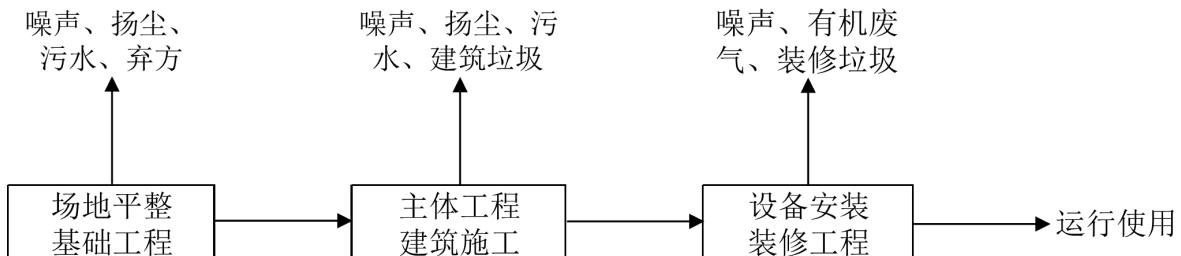 噪声、扬尘、
污水、弃方
噪声、扬尘、污
水、建筑垃圾
噪声、有机废
气、装修垃圾
场地平整
基础工程
主体工程
建筑施工
设备安装
装修工程
运行使用